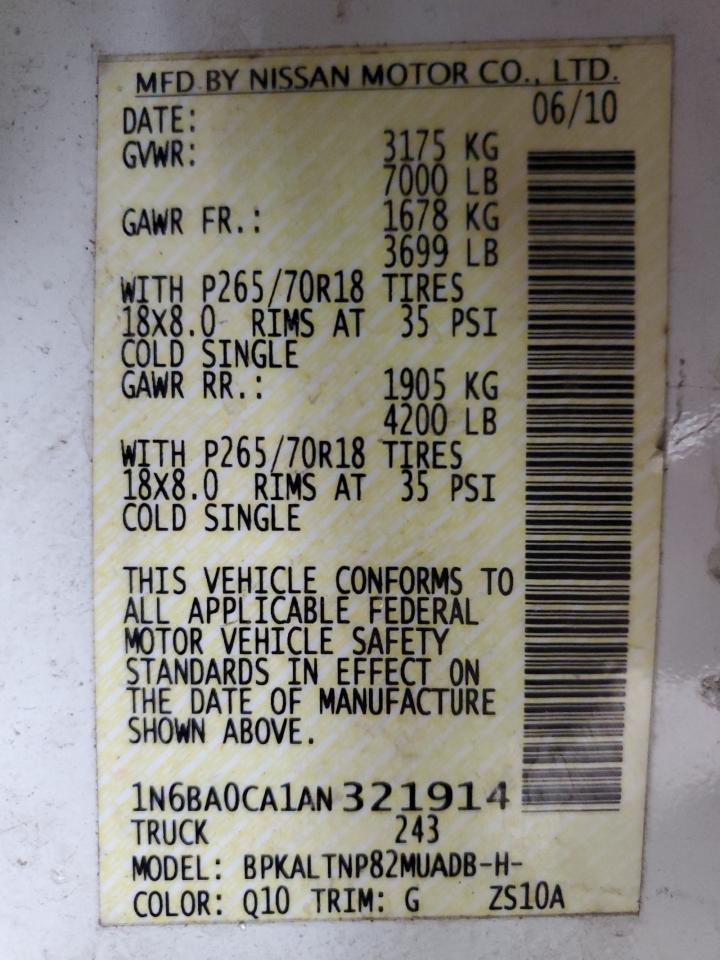 MFD BY NISSAN MOTOR CO., LTD.
DATE: 06/10
GVWR: 3175 KG
7000 LB
GAWR FR.: 1678 KG
3699 LB
WITH P265/70R18 TIRES
18X8.0 RIMS AT 35 PSI
COLD SINGLE
GAWR RR.: 1905 KG
4200 LB
WITH P265/70R18 TIRES
18X8.0 RIMS AT 35 PSI
COLD SINGLE
THIS VEHICLE CONFORMS TO
ALL APPLICABLE FEDERAL
MOTOR VEHICLE SAFETY
STANDARDS IN EFFECT ON
THE DATE OF MANUFACTURE
SHOWN ABOVE.
1N6BA0CA1AN321914
TRUCK 243
MODEL: BPKALTNP82MUADB-H-
COLOR: Q10 TRIM: G ZS10A